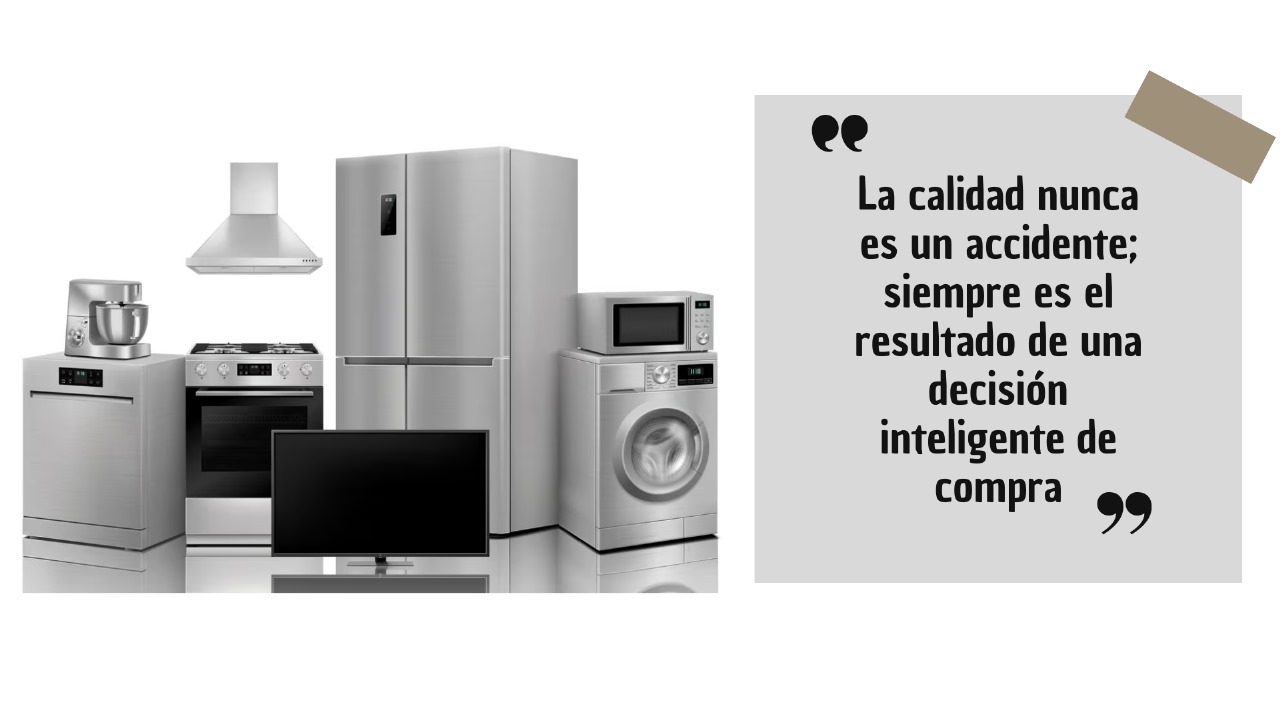 “
La calidad nunca
es un accidente;
siempre es el
resultado de una
decisión
inteligente de
compra
”